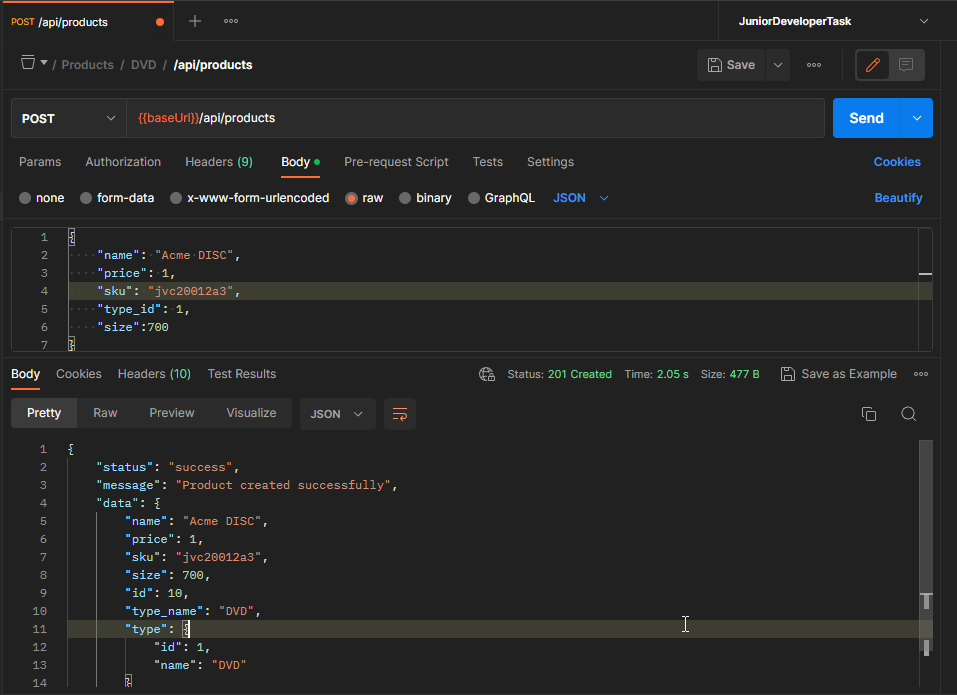 POST /api/products
JuniorDeveloperTask
/ Products / DVD / /api/products
Save
POST
{{baseUrl}}/api/products
Send
Params Authorization Headers (9) Body Pre-request Script Tests Settings Cookies
none form-data x-www-form-urlencoded raw binary GraphQL JSON Beautify
1 {
2 "name": "Acme DISC",
3 "price": 1,
4 "sku": "jvc20012a3",
5 "type_id": 1,
6 "size":700
7 }
Body Cookies Headers (10) Test Results Status: 201 Created Time: 2.05 s Size: 477 B Save as Example
Pretty Raw Preview Visualize JSON
1 {
2 "status": "success",
3 "message": "Product created successfully",
4 "data": {
5 "name": "Acme DISC",
6 "price": 1,
7 "sku": "jvc20012a3",
8 "size": 700,
9 "id": 10,
10 "type_name": "DVD",
11 "type": {
12 "id": 1,
13 "name": "DVD"
14 }